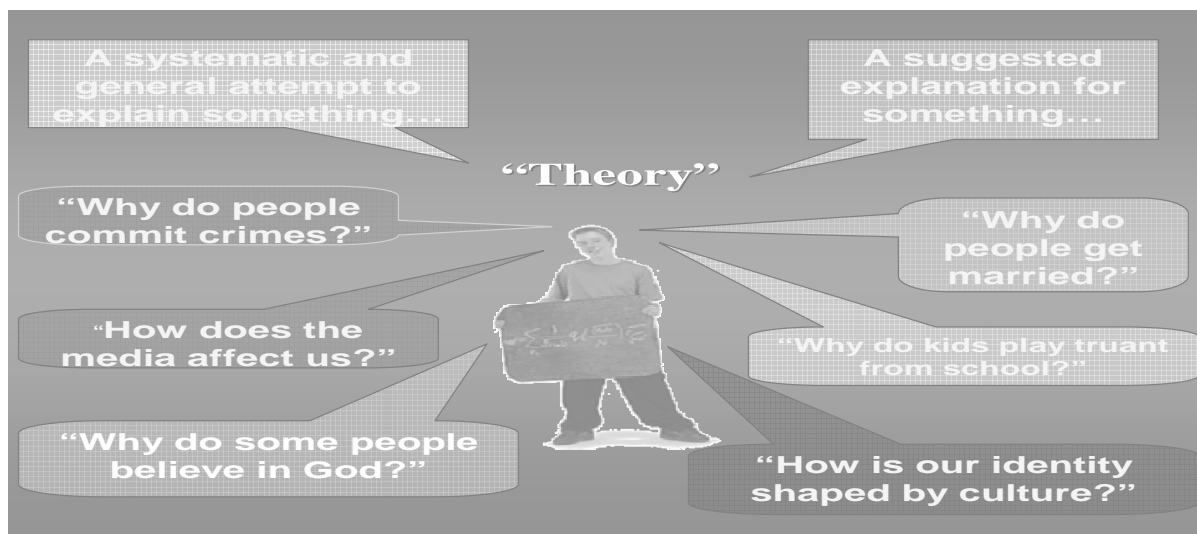 A systematic and
general attempt to
explain something…
A suggested
explanation for
something…
“Theory”
“Why do people
commit crimes?”
“Why do
people get
married?”
“How does the
media affect us?”
“Why do kids play truant
from school?”
“Why do some people
believe in God?”
“How is our identity
shaped by culture?”